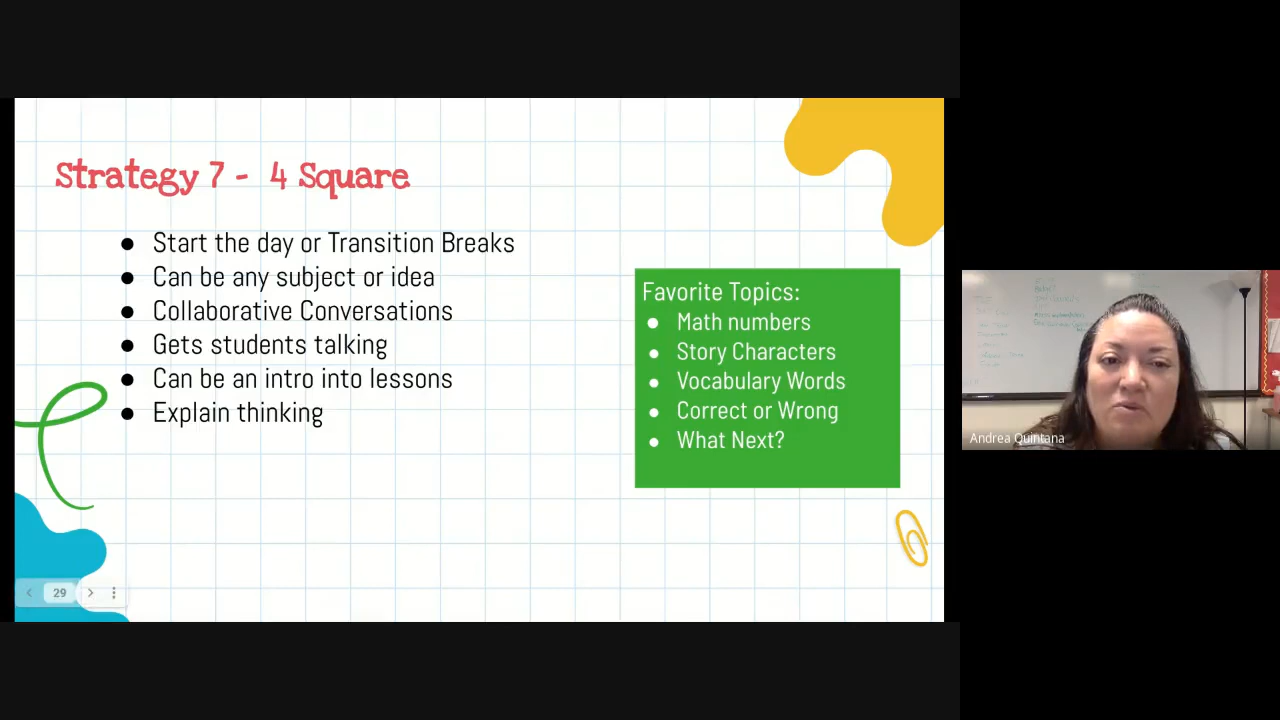 Strategy 7 - 4 Square
● Start the day or Transition Breaks
● Can be any subject or idea
● Collaborative Conversations
● Gets students talking
● Can be an intro into lessons
● Explain thinking
Favorite Topics:
● Math numbers
● Story Characters
● Vocabulary Words
● Correct or Wrong
● What Next?
29
Andrea Quintana